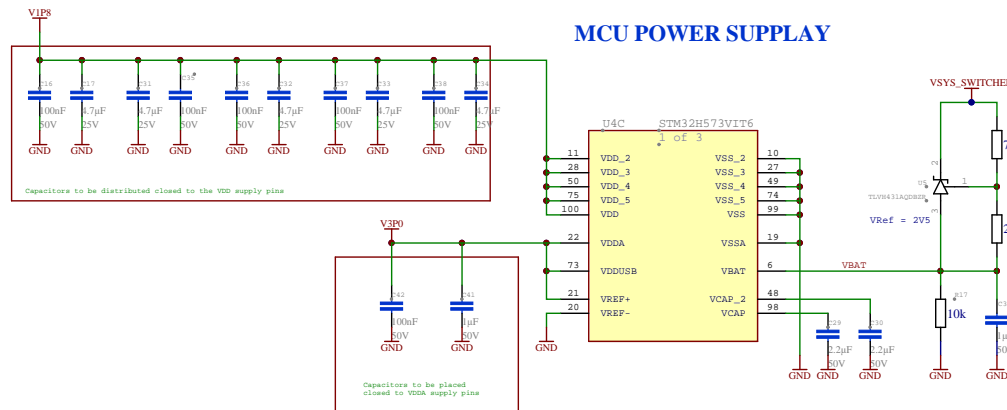 V1P8
MCU POWER SUPPLAY
VSYS_SWITCHE
C16
C17
C31
C35
C36
C32
C37
C33
C38
C34
100nF
4.7µF
4.7µF
100nF
100nF
4.7µF
100nF
4.7µF
100nF
4.7µF
50V
25V
25V
50V
50V
25V
50V
25V
50V
25V
GND
GND
GND
GND
GND
GND
GND
GND
GND
GND
Capacitors to be distributed closed to the VDD supply pins
U4C
STM32H573VIT6
1 of 3
11 VDD_2 VSS_2 10
28 VDD_3 VSS_3 27
50 VDD_4 VSS_4 49
75 VDD_5 VSS_5 74
100 VDD VSS 99
22 VDDA VSSA 19
73 VDDUSB VBAT 6
21 VREF+ VCAP_2 48
20 VREF- VCAP 98
VBAT
2
1
3
TLVH431AQDBZR
VRef = 2V5
V3P0
C42
C41
100nF
1µF
50V
50V
GND
GND
GND
Capacitors to be placed
closed to VDDA supply pins
C29
C30
2.2µF
2.2µF
50V
50V
GND
GND
GND
R17
10k
GND
GND